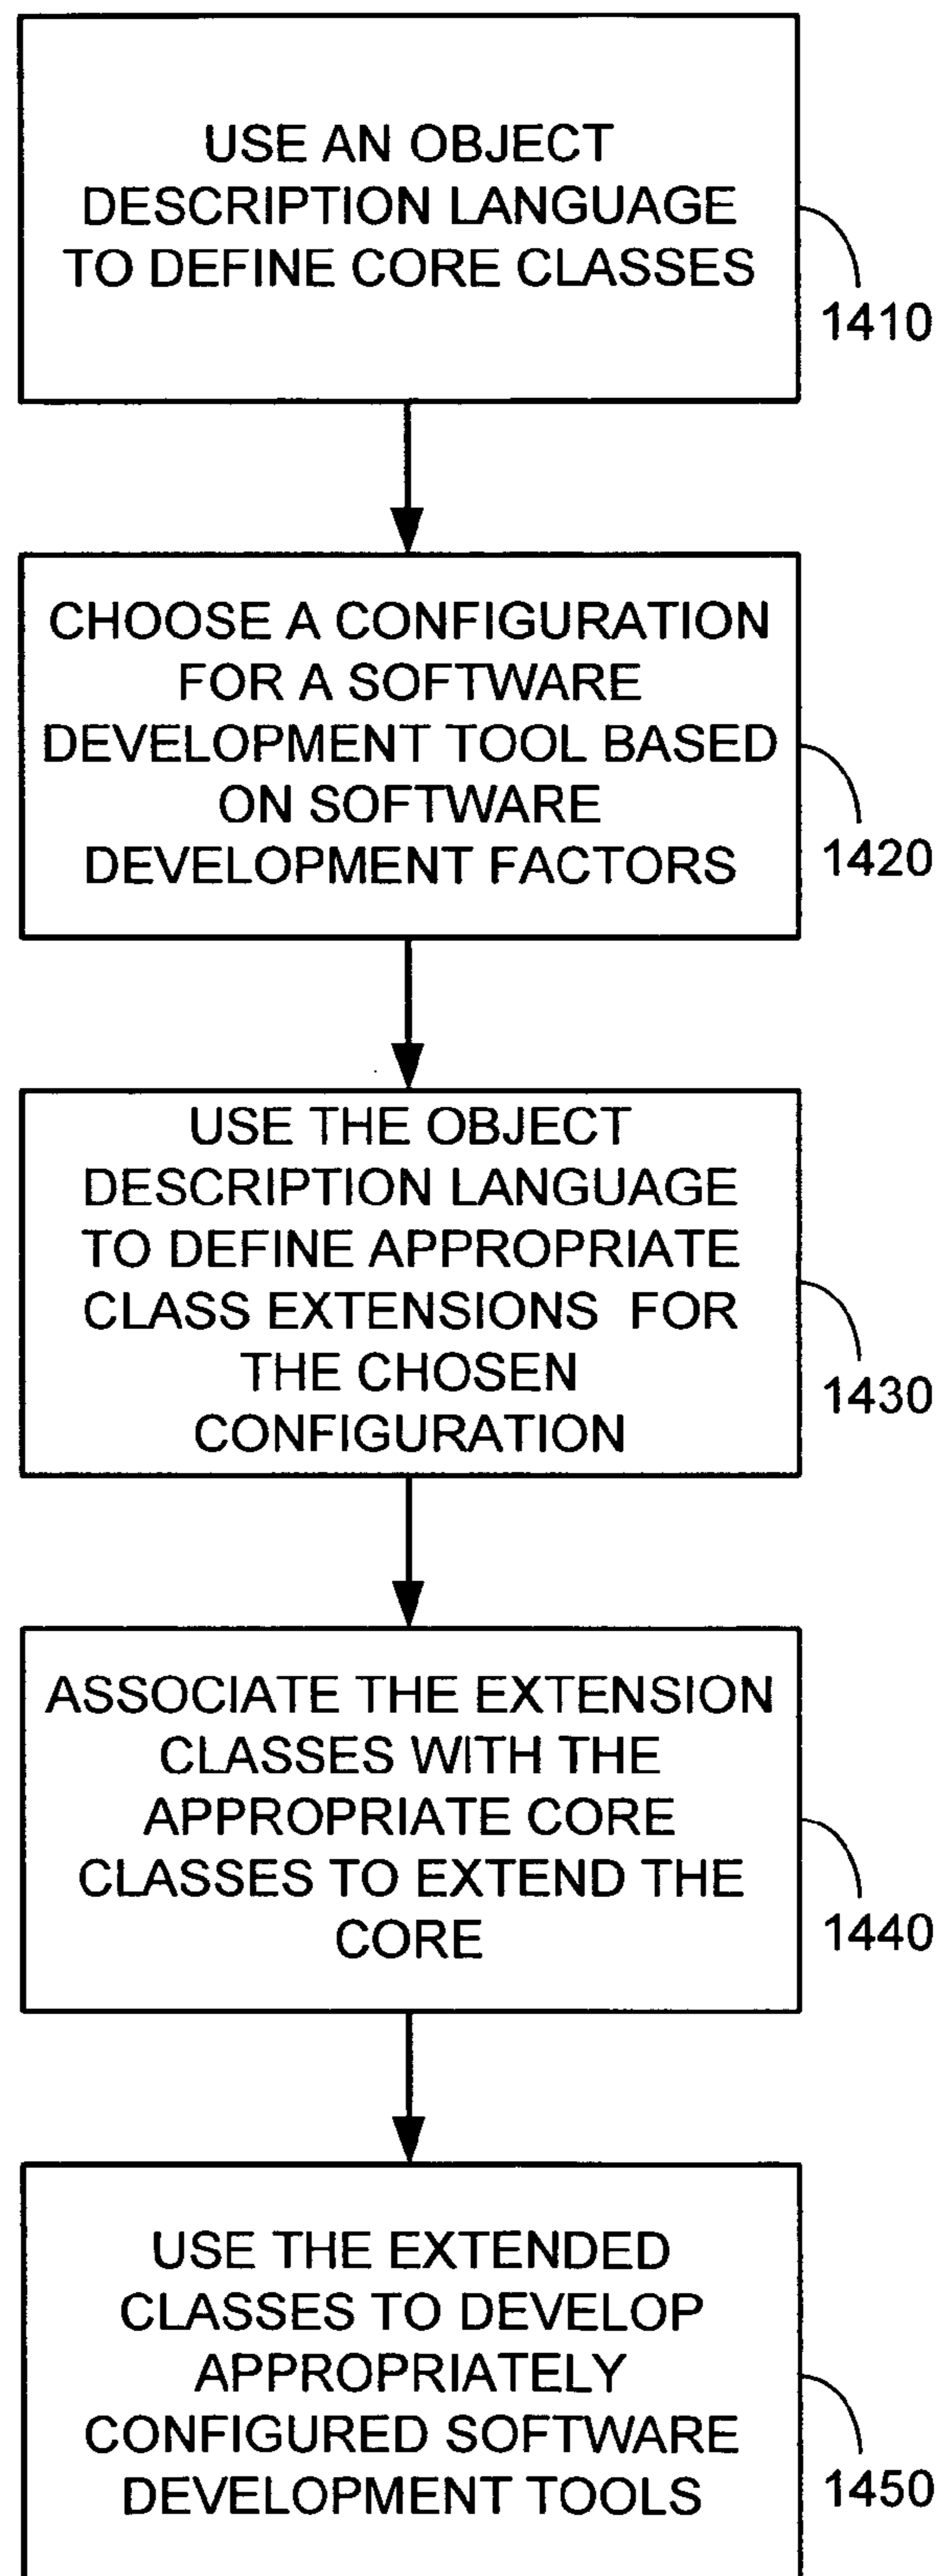 USE AN OBJECT
DESCRIPTION LANGUAGE
TO DEFINE CORE CLASSES
1410
CHOOSE A CONFIGURATION
FOR A SOFTWARE
DEVELOPMENT TOOL BASED
ON SOFTWARE
DEVELOPMENT FACTORS
1420
USE THE OBJECT
DESCRIPTION LANGUAGE
TO DEFINE APPROPRIATE
CLASS EXTENSIONS FOR
THE CHOSEN
CONFIGURATION
1430
ASSOCIATE THE EXTENSION
CLASSES WITH THE
APPROPRIATE CORE
CLASSES TO EXTEND THE
CORE
1440
USE THE EXTENDED
CLASSES TO DEVELOP
APPROPRIATELY
CONFIGURED SOFTWARE
DEVELOPMENT TOOLS
1450